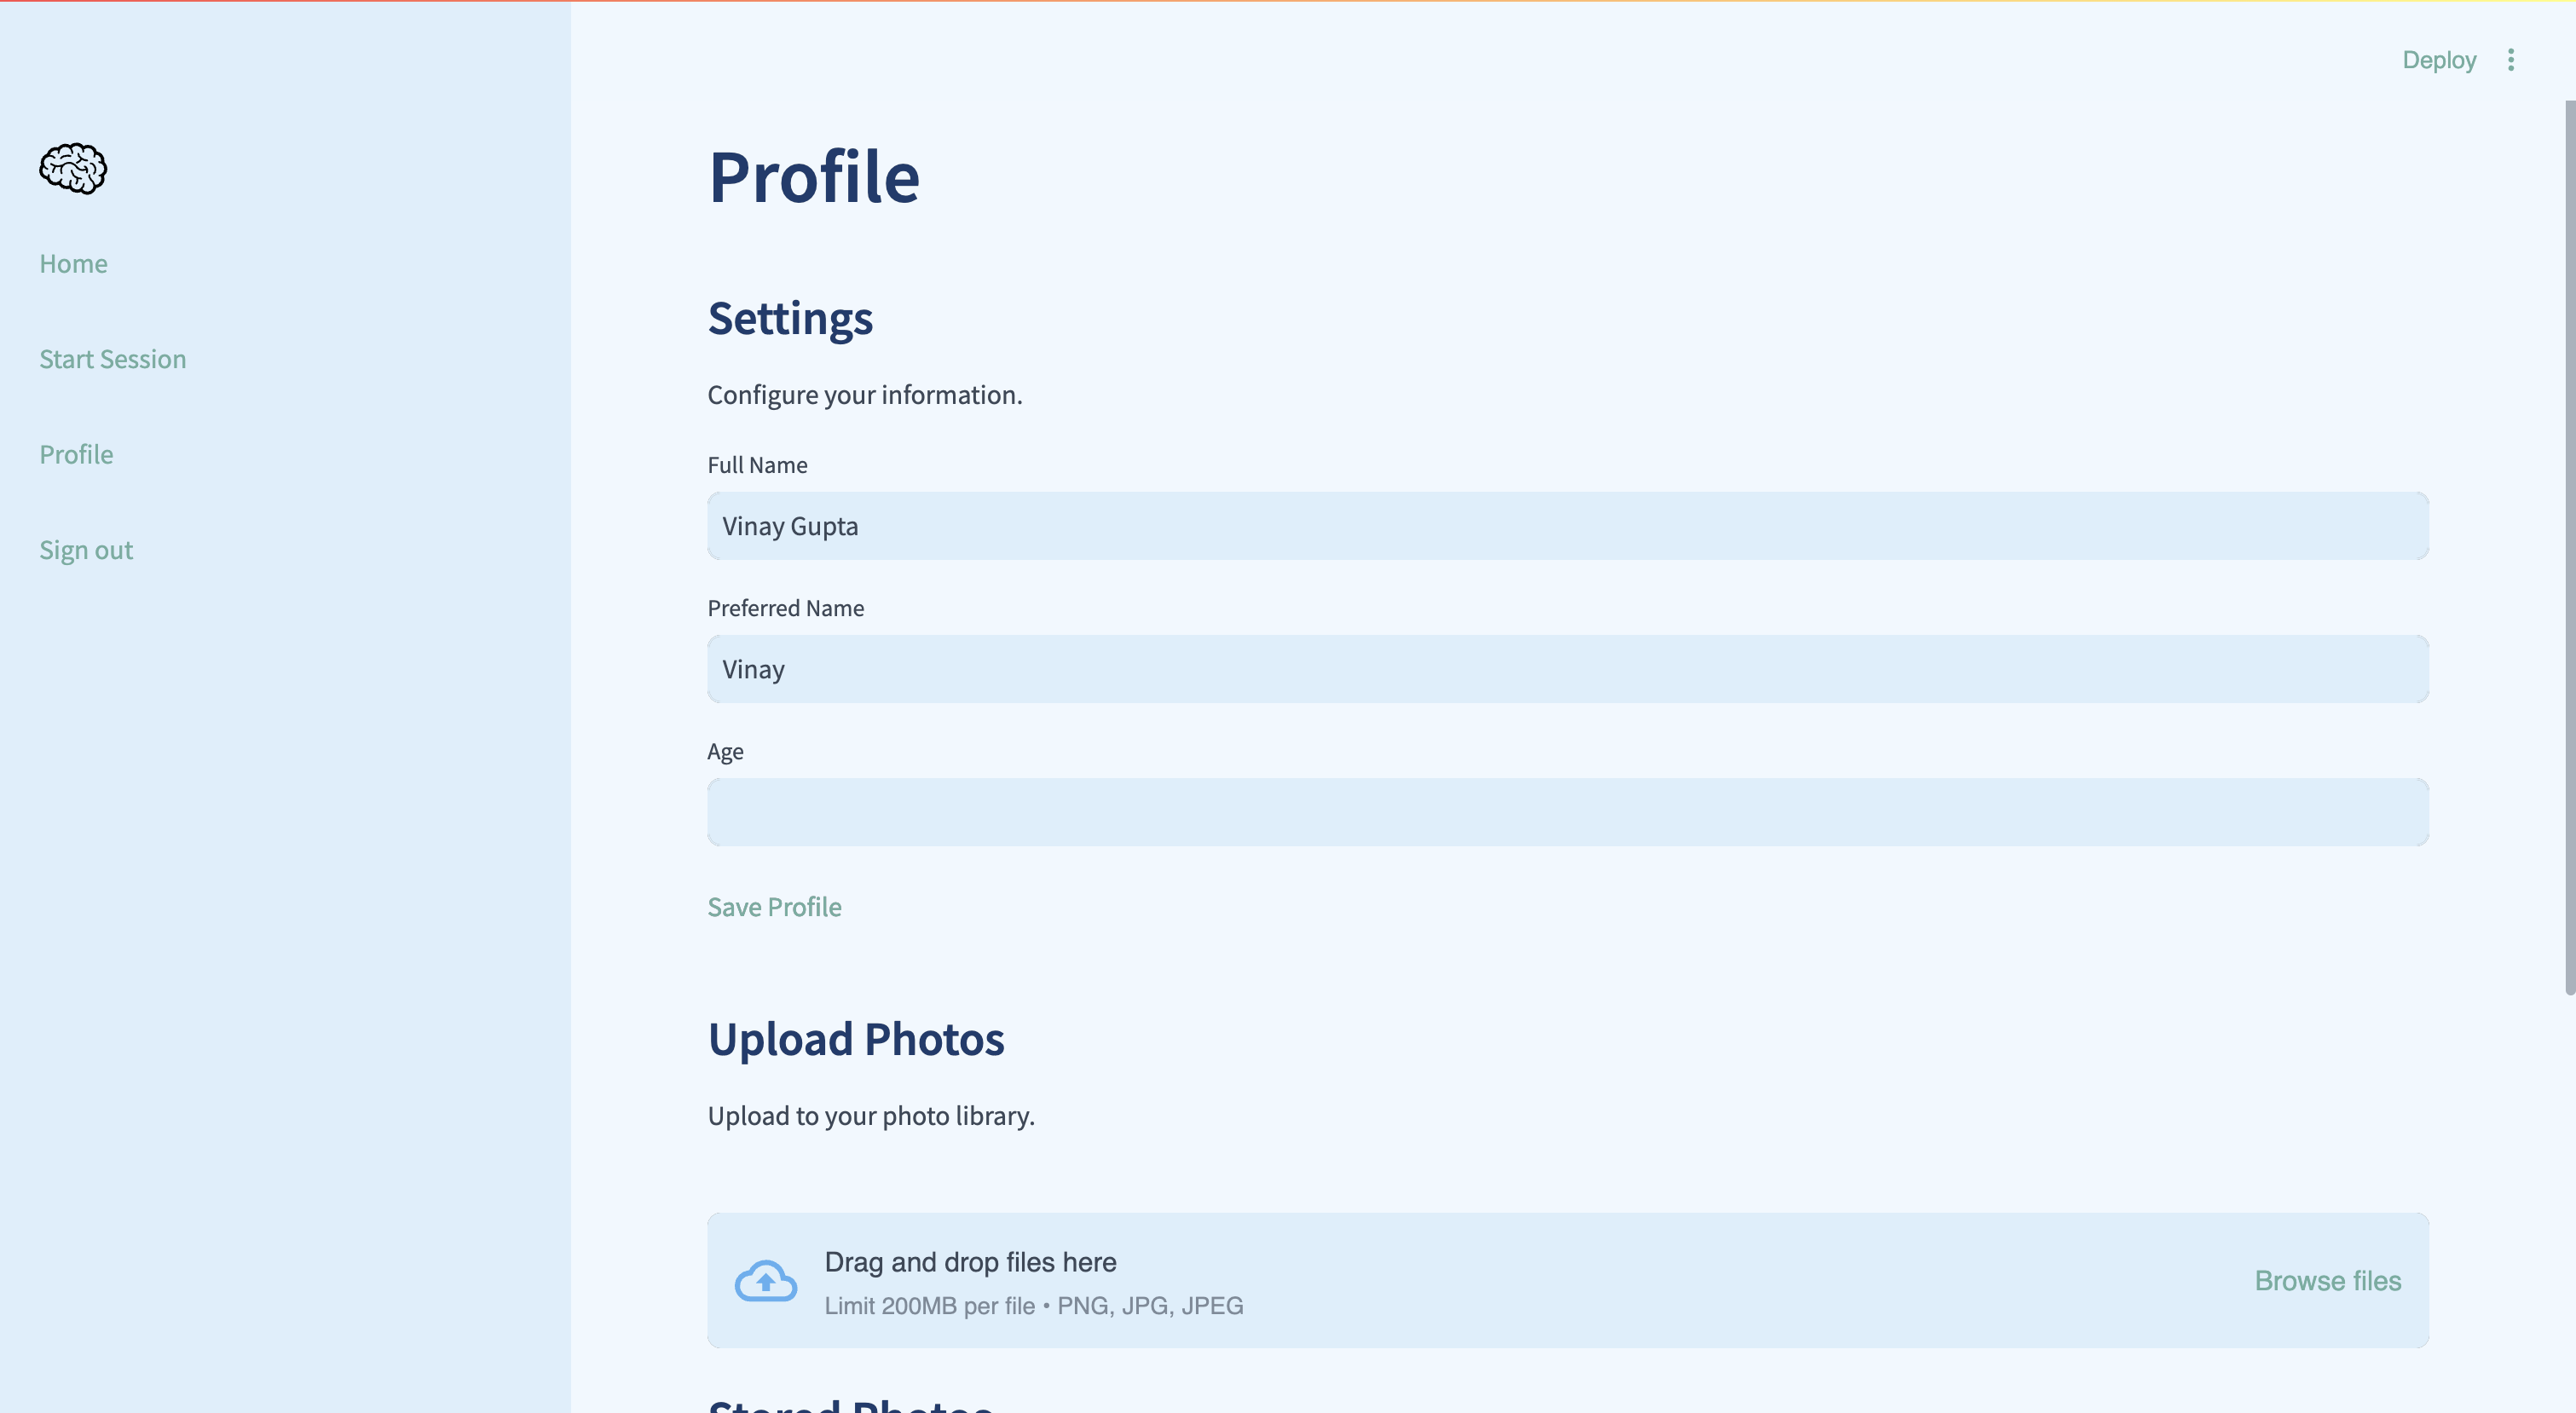 Deploy
Home
Start Session
Profile
Sign out
Profile
Settings
Configure your information.
Full Name
Vinay Gupta
Preferred Name
Vinay
Age
Save Profile
Upload Photos
Upload to your photo library.
Drag and drop files here
Limit 200MB per file • PNG, JPG, JPEG
Browse files
Stored Photos